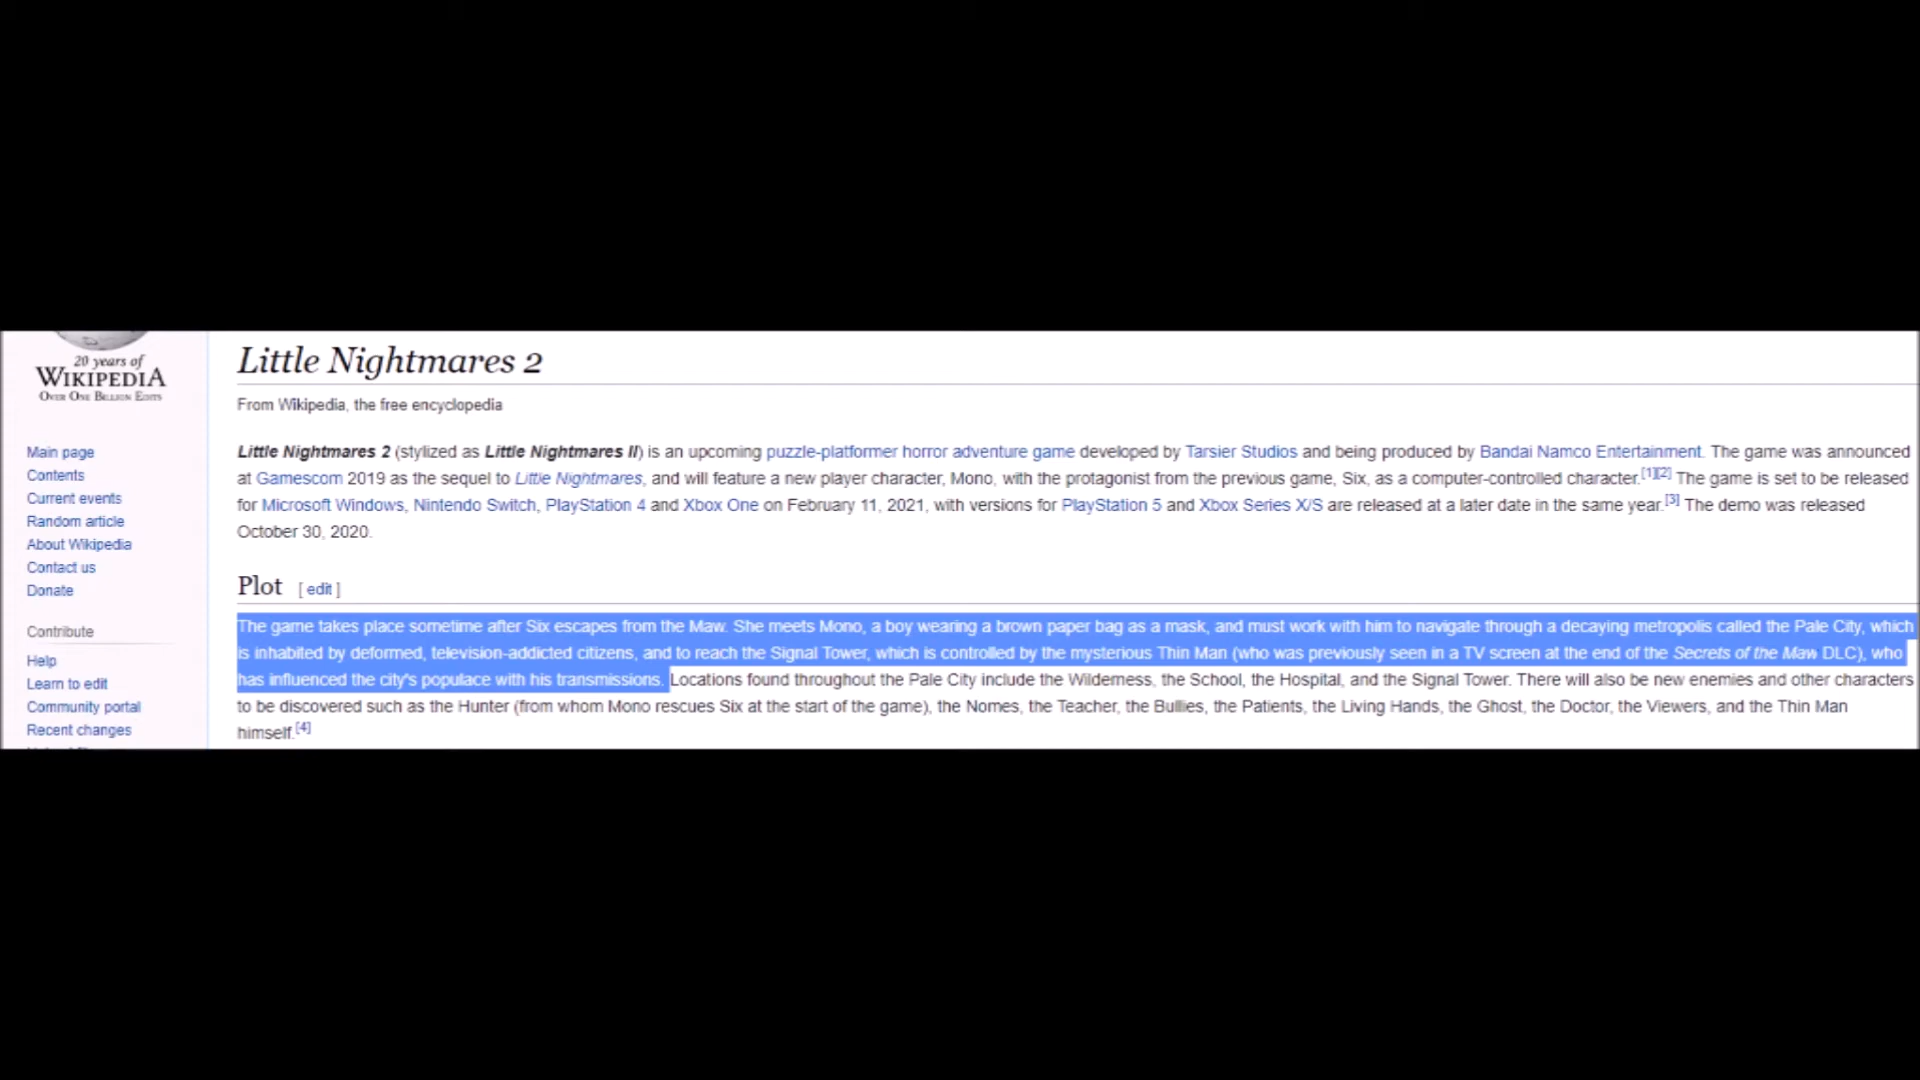 20 years of
WIKIPEDIA
Over One Billion Edits
Main page
Contents
Current events
Random article
About Wikipedia
Contact us
Donate
Contribute
Help
Learn to edit
Community portal
Recent changes
Little Nightmares 2
From Wikipedia, the free encyclopedia
Little Nightmares 2 (stylized as Little Nightmares II) is an upcoming puzzle-platformer horror adventure game developed by Tarsier Studios and being produced by Bandai Namco Entertainment. The game was announced
at Gamescom 2019 as the sequel to Little Nightmares, and will feature a new player character, Mono, with the protagonist from the previous game, Six, as a computer-controlled character.[1][2] The game is set to be released
for Microsoft Windows, Nintendo Switch, PlayStation 4 and Xbox One on February 11, 2021, with versions for PlayStation 5 and Xbox Series X/S are released at a later date in the same year.[3] The demo was released
October 30, 2020.
Plot [ edit ]
The game takes place sometime after Six escapes from the Maw. She meets Mono, a boy wearing a brown paper bag as a mask, and must work with him to navigate through a decaying metropolis called the Pale City, which
is inhabited by deformed, television-addicted citizens, and to reach the Signal Tower, which is controlled by the mysterious Thin Man (who was previously seen in a TV screen at the end of the Secrets of the Maw DLC), who
has influenced the city's populace with his transmissions. Locations found throughout the Pale City include the Wilderness, the School, the Hospital, and the Signal Tower. There will also be new enemies and other characters
to be discovered such as the Hunter (from whom Mono rescues Six at the start of the game), the Nomes, the Teacher, the Bullies, the Patients, the Living Hands, the Ghost, the Doctor, the Viewers, and the Thin Man
himself.[4]